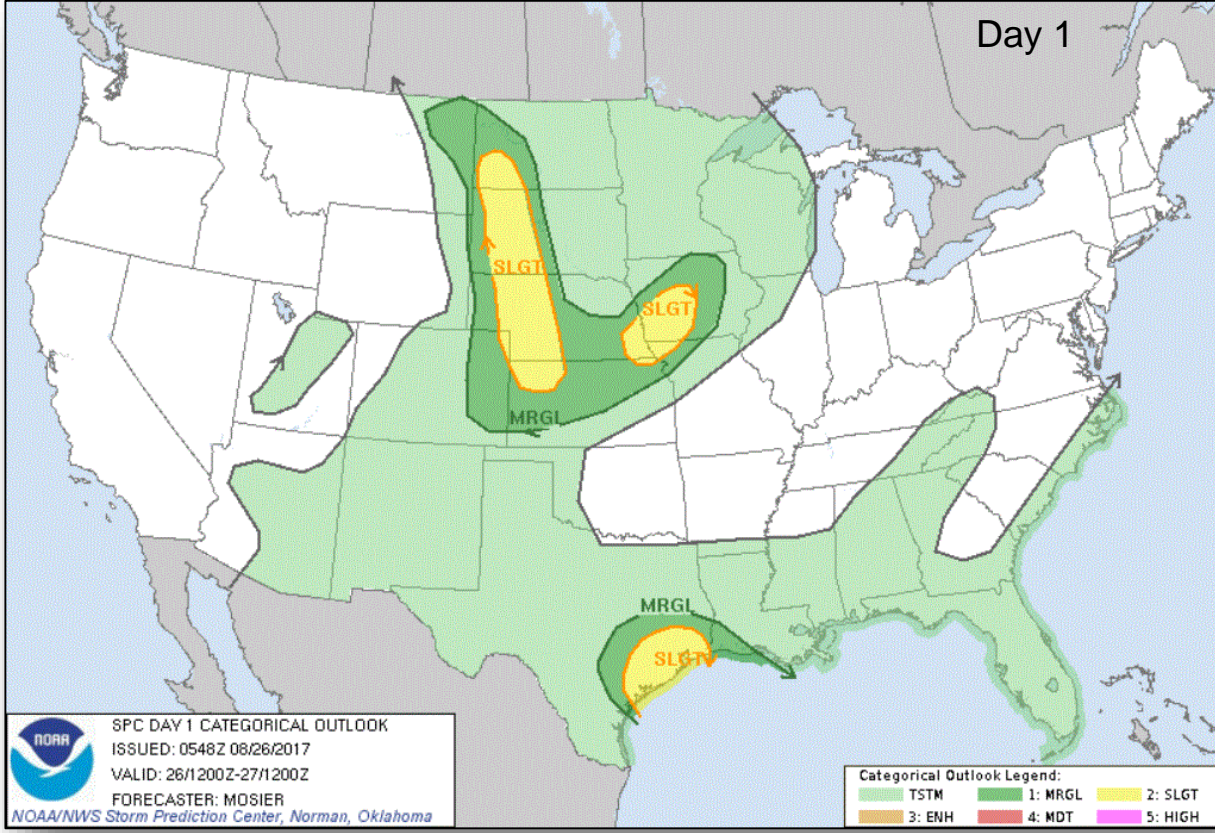 Day 1
SLGT
SLGT
MRGL
MRGL
SLGT
NOAA
SPC DAY 1 CATEGORICAL OUTLOOK
ISSUED: 0548Z 08/26/2017
VALID: 26/1200Z-27/1200Z
FORECASTER: MOSIER
NOAA/NWS Storm Prediction Center, Norman, Oklahoma
Categorical Outlook Legend:
TSTM 1: MRGL 2: SLGT
3: ENH 4: MDT 5: HIGH